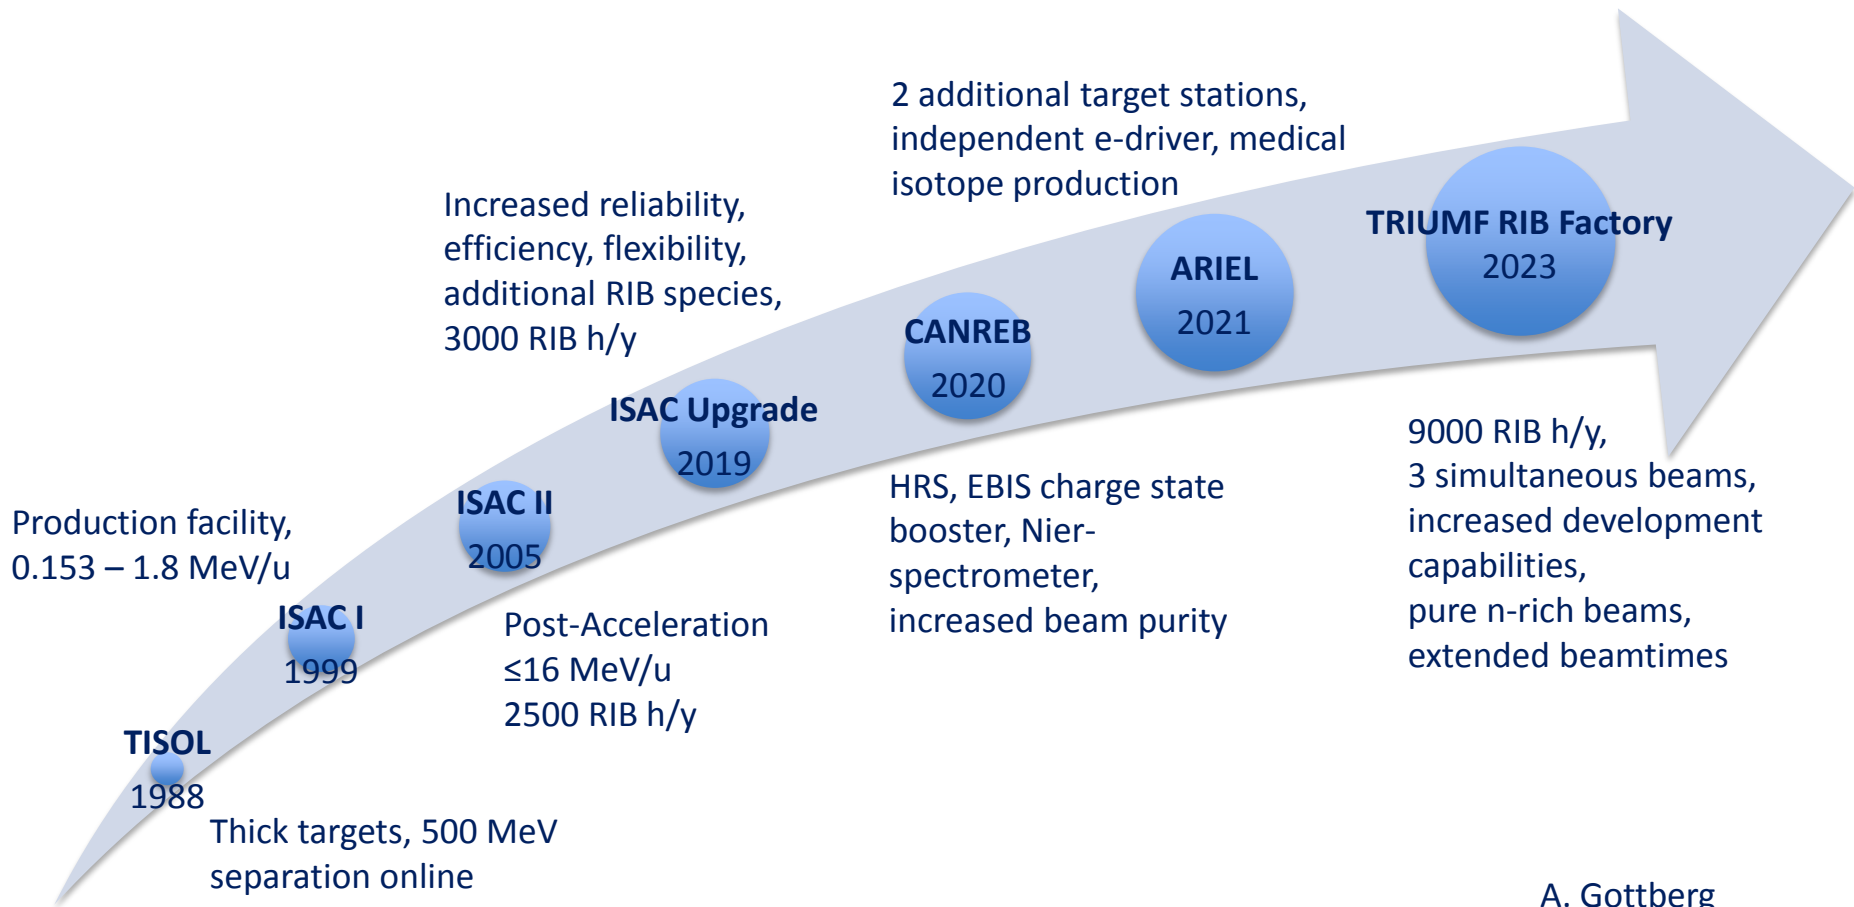 2 additional target stations,
independent e-driver, medical
isotope production
Increased reliability,
efficiency, flexibility,
additional RIB species,
3000 RIB h/y
TRIUMF RIB Factory
2023
ARIEL
2021
CANREB
2020
ISAC Upgrade
2019
9000 RIB h/y,
3 simultaneous beams,
increased development
capabilities,
pure n-rich beams,
extended beamtimes
HRS, EBIS charge state
booster, Nier-
spectrometer,
increased beam purity
ISAC II
2005
Production facility,
0.153 – 1.8 MeV/u
ISAC I
1999
Post-Acceleration
≤16 MeV/u
2500 RIB h/y
TISOL
1988
Thick targets, 500 MeV
separation online
A. Gottberg